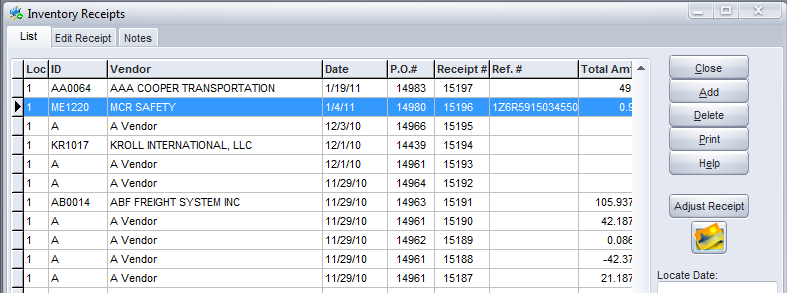 Inventory Receipts
List Edit Receipt Notes
Loc ID Vendor Date P.O.# Receipt # Ref. # Total Am
1 AA0064 AAA COOPER TRANSPORTATION 1/19/11 14983 15197 49
1 ME1220 MCR SAFETY 1/4/11 14980 15196 1Z6R5915034550 0.9
1 A A Vendor 12/3/10 14966 15195
1 KR1017 KROLL INTERNATIONAL, LLC 12/1/10 14439 15194
1 A A Vendor 12/1/10 14961 15193
1 A A Vendor 11/29/10 14964 15192
1 AB0014 ABF FREIGHT SYSTEM INC 11/29/10 14963 15191 105.937
1 A A Vendor 11/29/10 14961 15190 42.187
1 A A Vendor 11/29/10 14962 15189 0.086
1 A A Vendor 11/29/10 14961 15188 -42.37
1 A A Vendor 11/29/10 14961 15187 21.187
Close
Add
Delete
Print
Help
Adjust Receipt
Locate Date: